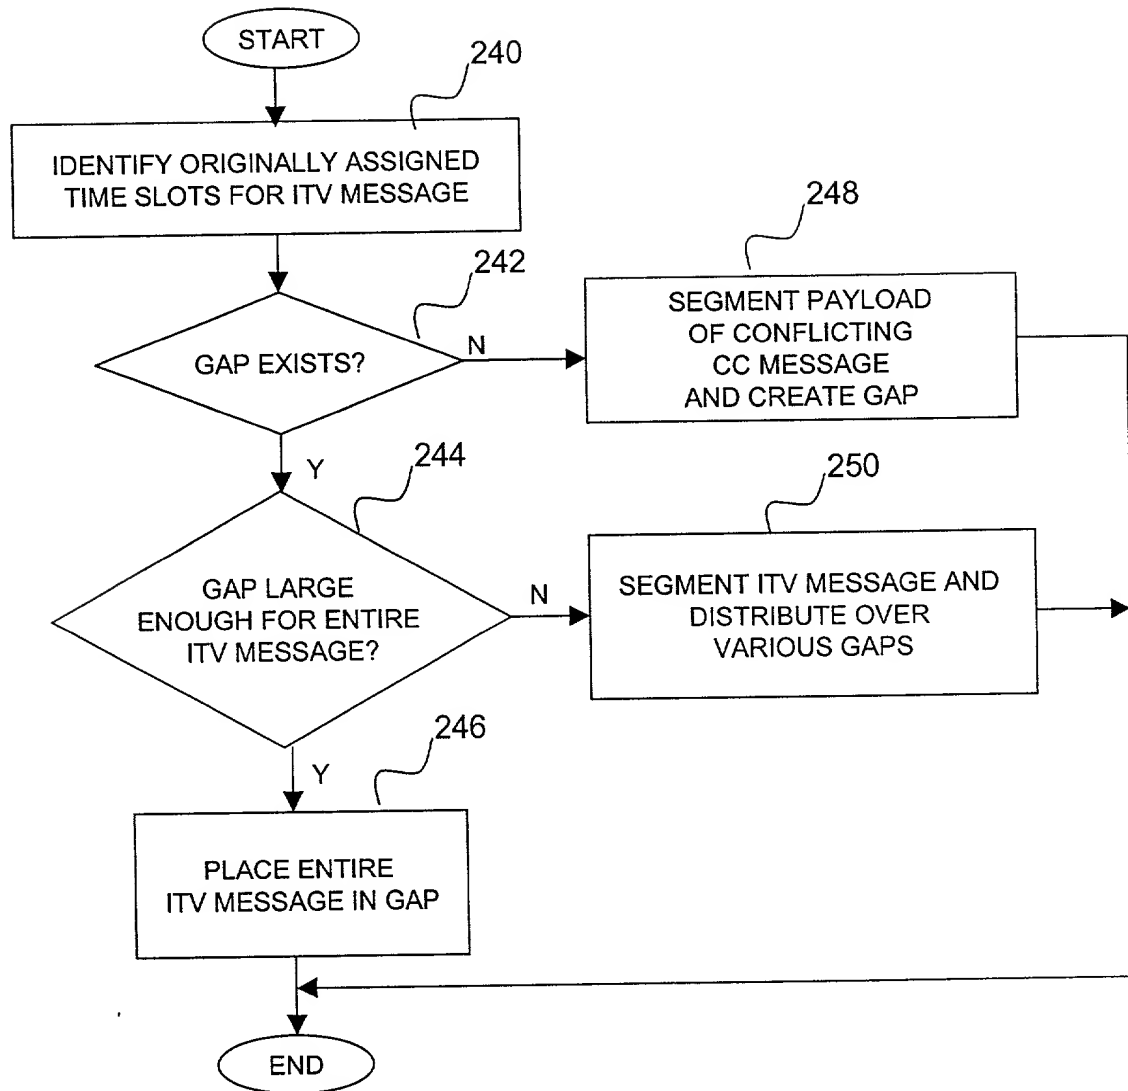 START
240
IDENTIFY ORIGINALLY ASSIGNED
TIME SLOTS FOR ITV MESSAGE
242
GAP EXISTS?
N
248
SEGMENT PAYLOAD
OF CONFLICTING
CC MESSAGE
AND CREATE GAP
Y
244
GAP LARGE
ENOUGH FOR ENTIRE
ITV MESSAGE?
N
250
SEGMENT ITV MESSAGE AND
DISTRIBUTE OVER
VARIOUS GAPS
Y
246
PLACE ENTIRE
ITV MESSAGE IN GAP
END